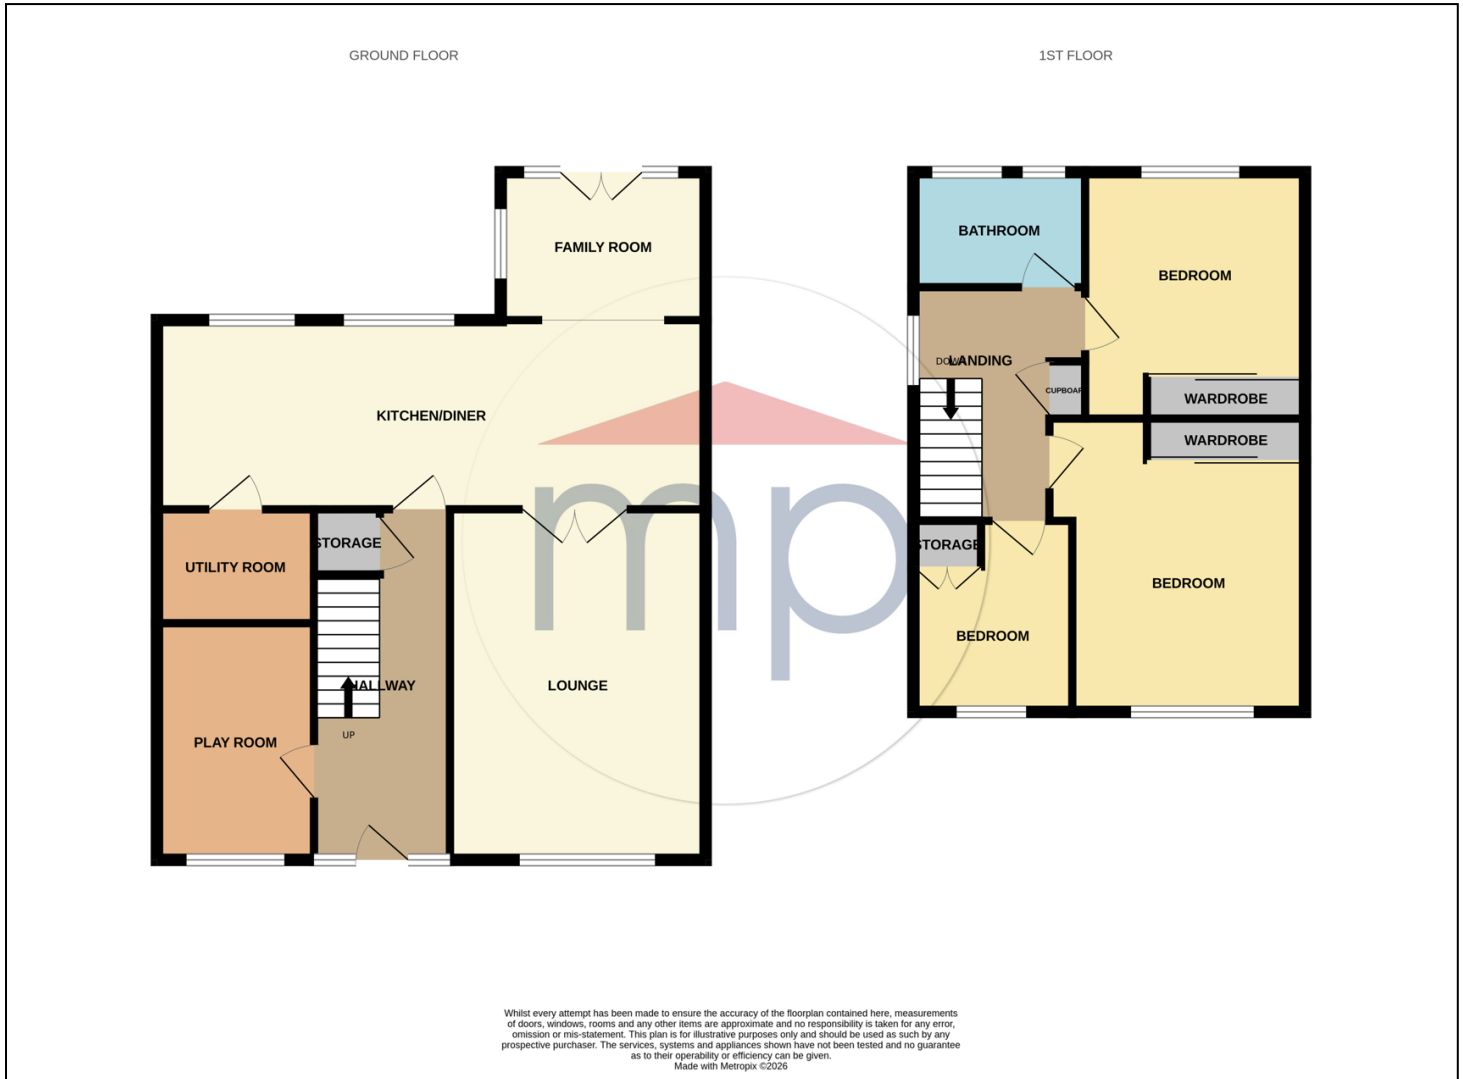 GROUND FLOOR
1ST FLOOR
FAMILY ROOM
KITCHEN/DINER
STORAGE
UTILITY ROOM
HALLWAY
LOUNGE
PLAY ROOM
UP
BATHROOM
BEDROOM
DOWN
LANDING
CUPBOAR
WARDROBE
WARDROBE
STORAGE
BEDROOM
BEDROOM
mp
Whilst every attempt has been made to ensure the accuracy of the floorplan contained here, measurements
of doors, windows, rooms and any other items are approximate and no responsibility is taken for any error,
omission or mis-statement. This plan is for illustrative purposes only and should be used as such by any
prospective purchaser. The services, systems and appliances shown have not been tested and no guarantee
as to their operability or efficiency can be given.
Made with Metropix ©2026